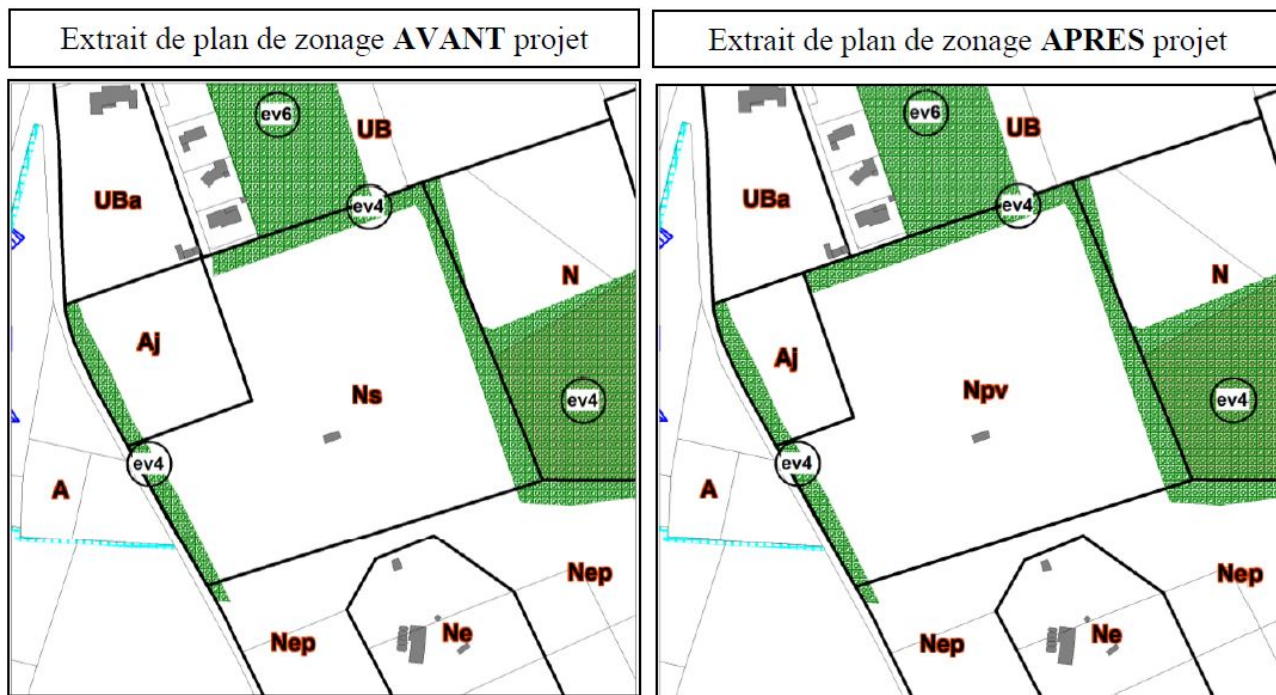 Extrait de plan de zonage AVANT projet
Extrait de plan de zonage APRES projet
ev6
UB
UBa
ev4
N
Aj
Ns
ev4
ev4
A
Nep
Nep
Ne
ev6
UB
UBa
ev4
N
Aj
Npv
ev4
ev4
A
Nep
Nep
Ne